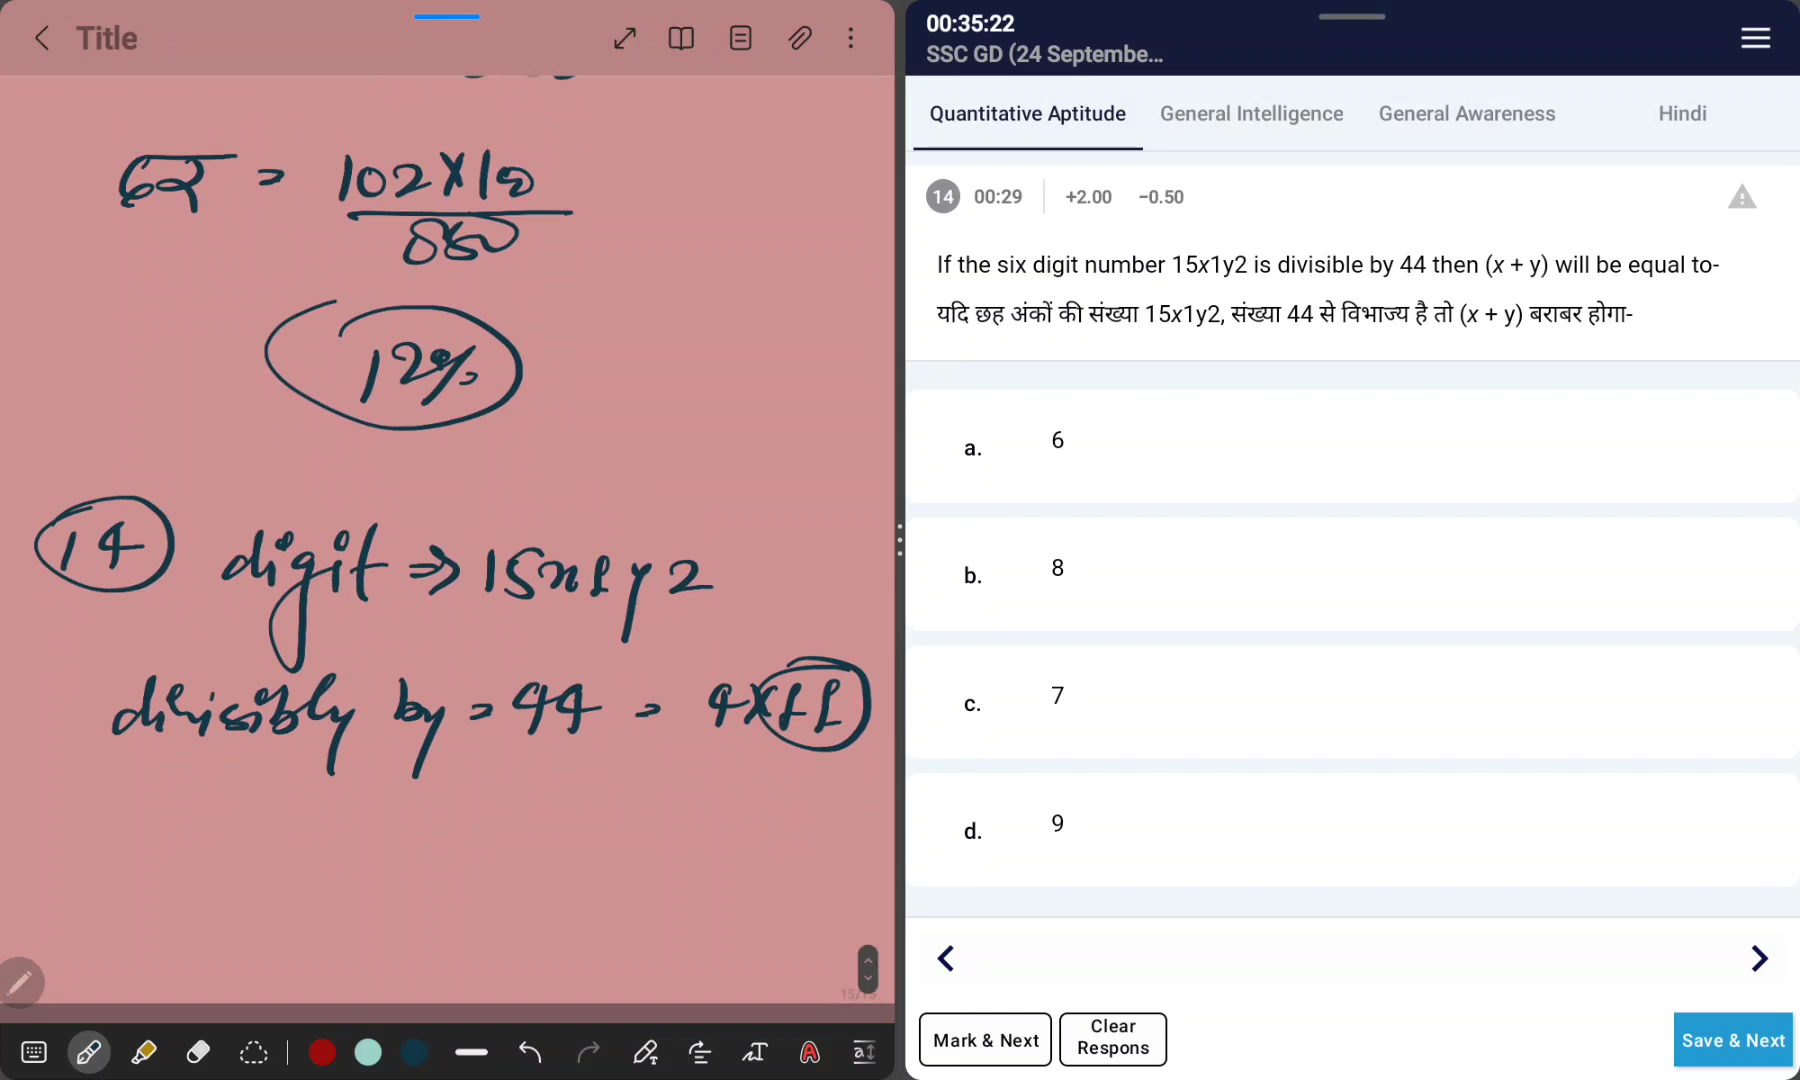 Title
दर = 102×10
850
12%
14 digit ⇒ 15x1y2
divisibly by = 44 = 4×11
15/15
00:35:22
SSC GD (24 Septembe...
Quantitative Aptitude General Intelligence General Awareness Hindi
14 00:29 +2.00 −0.50
If the six digit number 15x1y2 is divisible by 44 then (x + y) will be equal to-
यदि छह अंकों की संख्या 15x1y2, संख्या 44 से विभाज्य है तो (x + y) बराबर होगा-
a. 6
b. 8
c. 7
d. 9
Mark & Next
Clear
Respons
Save & Next